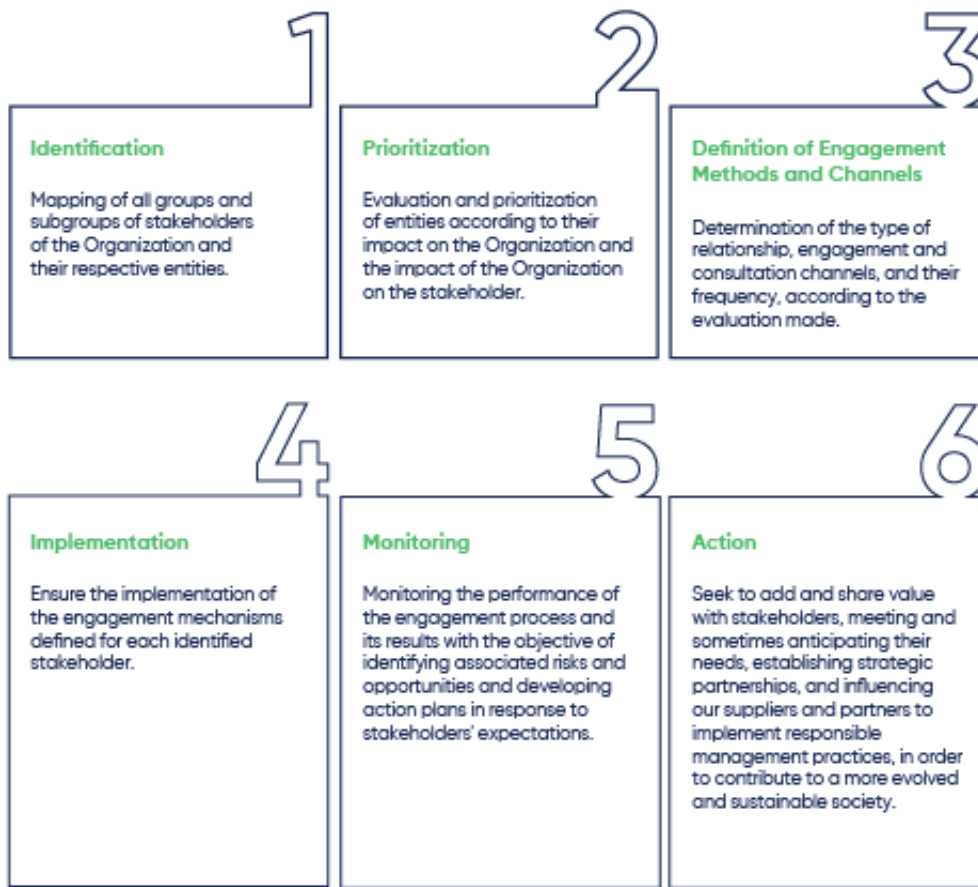 1
Identification
Mapping of all groups and
subgroups of stakeholders
of the Organization and
their respective entities.
2
Prioritization
Evaluation and prioritization
of entities according to their
impact on the Organization and
the impact of the Organization
on the stakeholder.
3
Definition of Engagement
Methods and Channels
Determination of the type of
relationship, engagement and
consultation channels, and their
frequency, according to the
evaluation made.
4
Implementation
Ensure the implementation of
the engagement mechanisms
defined for each identified
stakeholder.
5
Monitoring
Monitoring the performance of
the engagement process and
its results with the objective of
identifying associated risks and
opportunities and developing
action plans in response to
stakeholders' expectations.
6
Action
Seek to add and share value
with stakeholders, meeting and
sometimes anticipating their
needs, establishing strategic
partnerships, and influencing
our suppliers and partners to
implement responsible
management practices, in order
to contribute to a more evolved
and sustainable society.